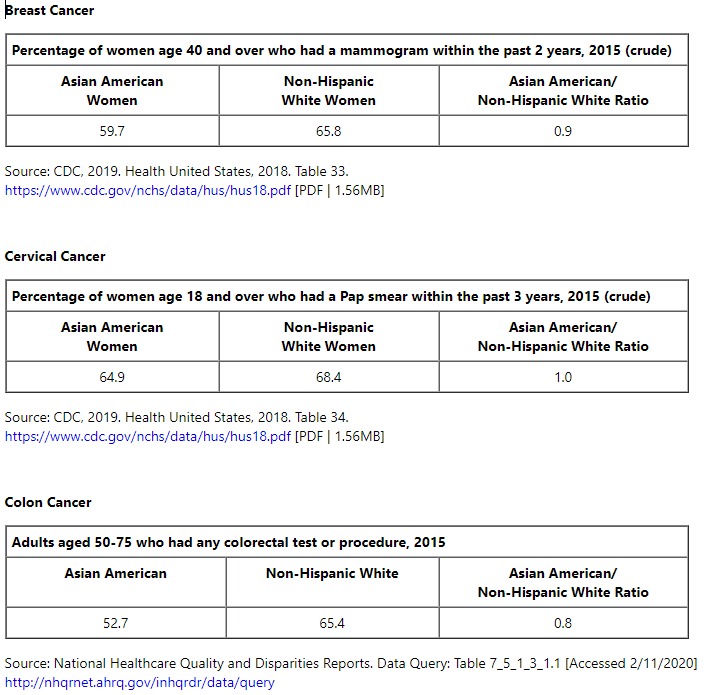 Breast Cancer
Percentage of women age 40 and over who had a mammogram within the past 2 years, 2015 (crude)
Asian American
Women
Non-Hispanic
White Women
Asian American/
Non-Hispanic White Ratio
59.7
65.8
0.9
Source: CDC, 2019. Health United States, 2018. Table 33.
https://www.cdc.gov/nchs/data/hus/hus18.pdf [PDF | 1.56MB]
Cervical Cancer
Percentage of women age 18 and over who had a Pap smear within the past 3 years, 2015 (crude)
Asian American
Women
Non-Hispanic
White Women
Asian American/
Non-Hispanic White Ratio
64.9
68.4
1.0
Source: CDC, 2019. Health United States, 2018. Table 34.
https://www.cdc.gov/nchs/data/hus/hus18.pdf [PDF | 1.56MB]
Colon Cancer
Adults aged 50-75 who had any colorectal test or procedure, 2015
Asian American
Non-Hispanic White
Asian American/
Non-Hispanic White Ratio
52.7
65.4
0.8
Source: National Healthcare Quality and Disparities Reports. Data Query: Table 7_5_1_3_1.1 [Accessed 2/11/2020]
http://nhqrnet.ahrq.gov/inhqrdr/data/query